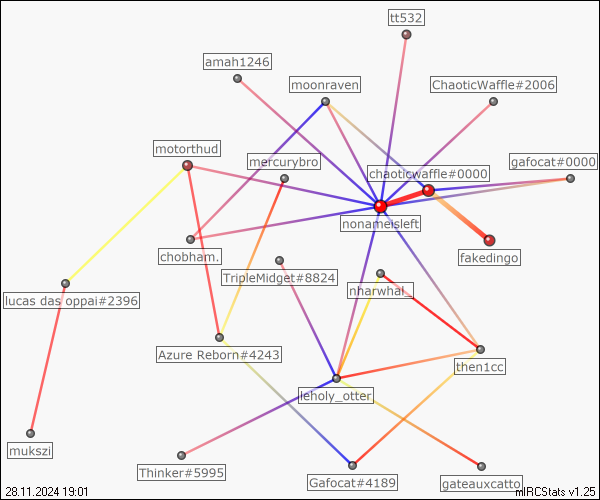 tt532
amah1246
moonraven
ChaoticWaffle#2006
motorthud
mercurybro
chaoticwaffle#0000
gafocat#0000
nonameisleft
chobham.
fakedingo
TripleMidget#8824
nharwhal_
lucas das oppai#2396
Azure Reborn#4243
then1cc
leholy_otter
mukszi
Thinker#5995
Gafocat#4189
gateauxcatto
28.11.2024 19:01
mIRCStats v1.25